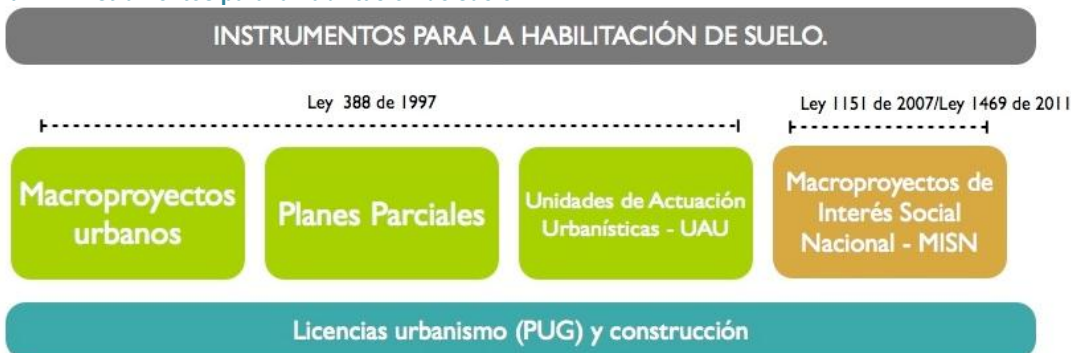 INSTRUMENTOS PARA LA HABILITACIÓN DE SUELO.
Ley 388 de 1997
Ley 1151 de 2007/Ley 1469 de 2011
Macroproyectos
urbanos
Planes Parciales
Unidades de Actuación
Urbanísticas - UAU
Macroproyectos de
Interés Social
Nacional - MISN
Licencias urbanismo (PUG) y construcción